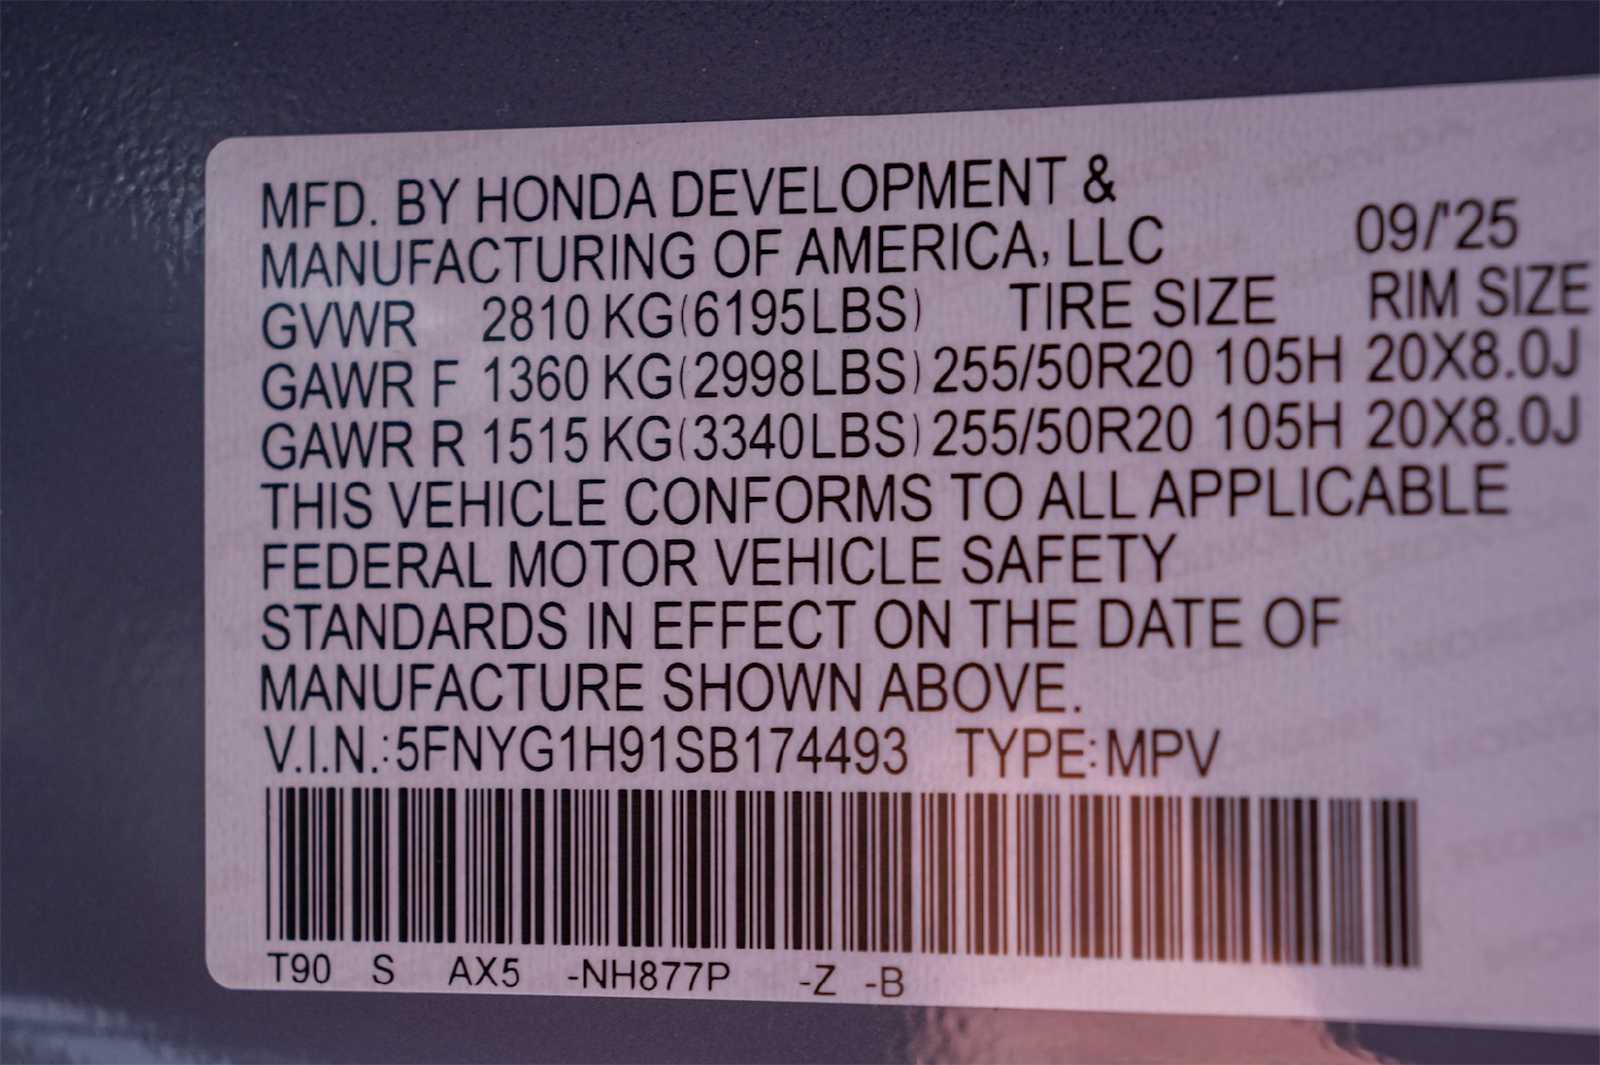 MFD. BY HONDA DEVELOPMENT &
MANUFACTURING OF AMERICA, LLC 09/'25
GVWR 2810 KG(6195LBS) TIRE SIZE RIM SIZE
GAWR F 1360 KG(2998LBS) 255/50R20 105H 20X8.0J
GAWR R 1515 KG(3340LBS) 255/50R20 105H 20X8.0J
THIS VEHICLE CONFORMS TO ALL APPLICABLE
FEDERAL MOTOR VEHICLE SAFETY
STANDARDS IN EFFECT ON THE DATE OF
MANUFACTURE SHOWN ABOVE.
V.I.N.:5FNYG1H91SB174493 TYPE:MPV
T90 S AX5 -NH877P -Z -B